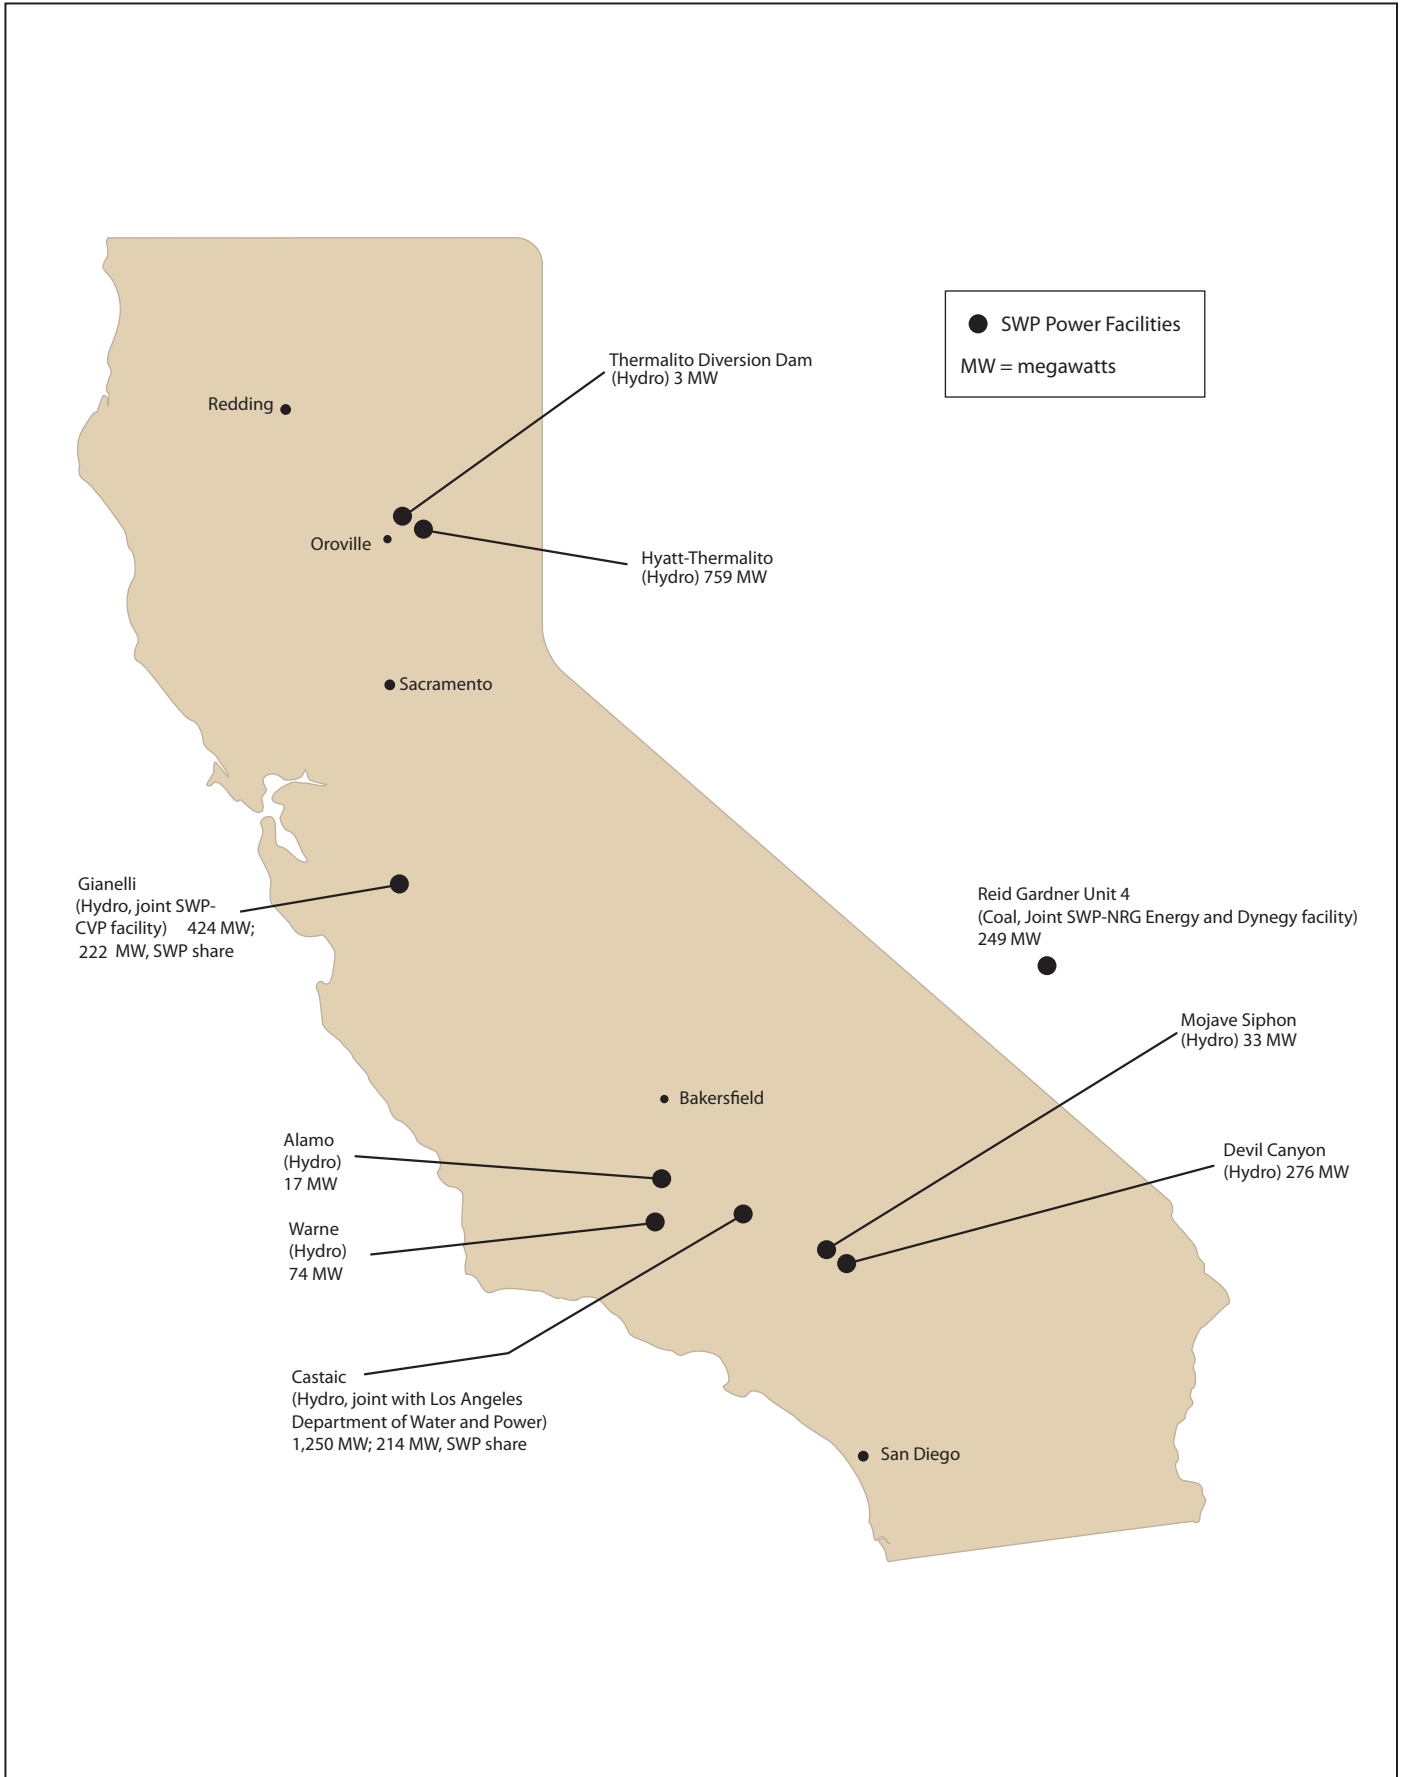 SWP Power Facilities
MW = megawatts
Thermalito Diversion Dam
(Hydro) 3 MW
Redding
Oroville
Hyatt-Thermalito
(Hydro) 759 MW
Sacramento
Gianelli
(Hydro, joint SWP-
CVP facility) 424 MW;
222 MW, SWP share
Reid Gardner Unit 4
(Coal, Joint SWP-NRG Energy and Dynegy facility)
249 MW
Mojave Siphon
(Hydro) 33 MW
Bakersfield
Alamo
(Hydro)
17 MW
Devil Canyon
(Hydro) 276 MW
Warne
(Hydro)
74 MW
Castaic
(Hydro, joint with Los Angeles
Department of Water and Power)
1,250 MW; 214 MW, SWP share
San Diego